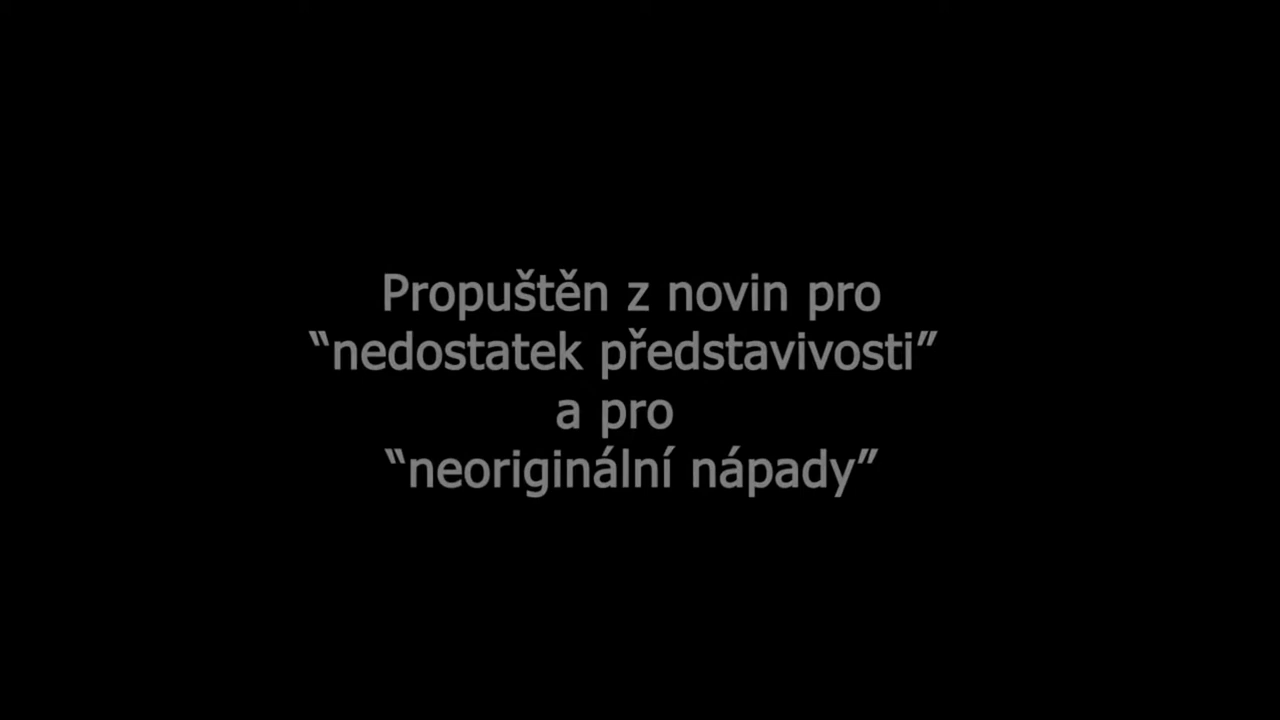 Propuštěn z novin pro
“nedostatek představivosti”
a pro
“neoriginální nápady”